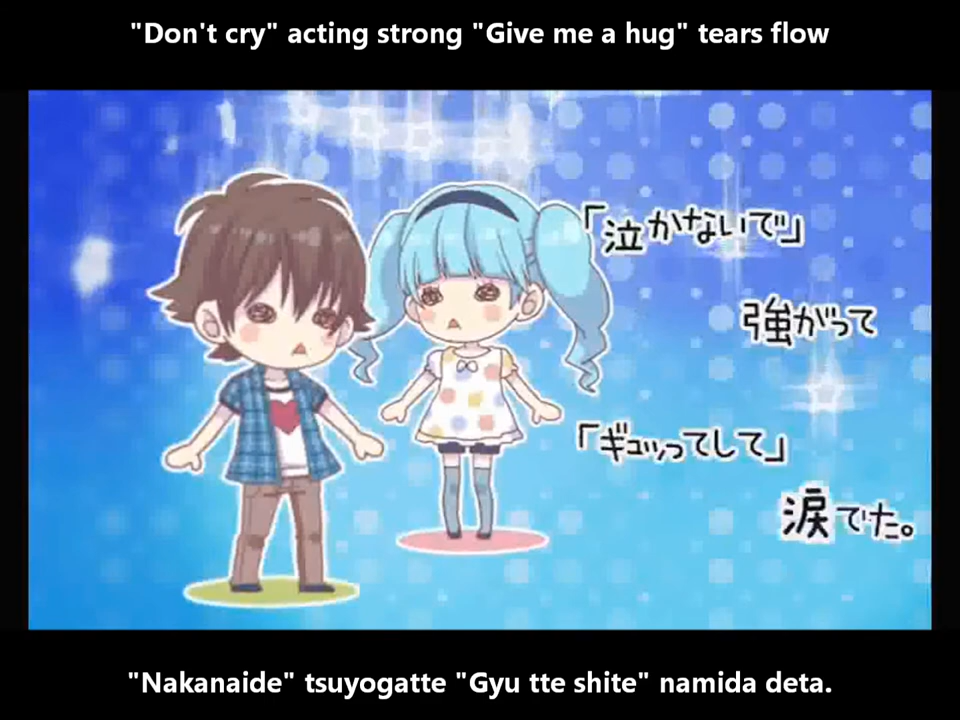 "Don't cry" acting strong "Give me a hug" tears flow
「泣かないで」
強がって
「ギュッってして」
涙でた。
"Nakanaide" tsuyogatte "Gyu tte shite" namida deta.